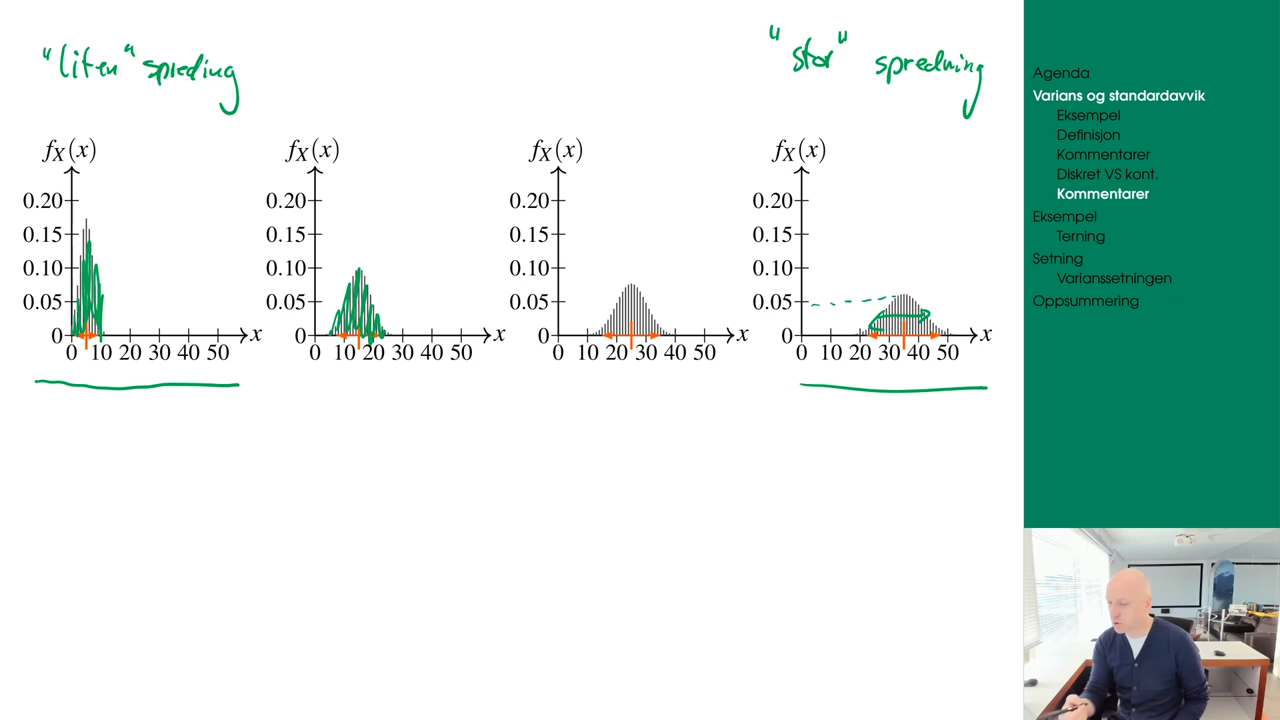 "liten" spreding
"stor" spredning
fX(x)
0.20
0.15
0.10
0.05
0
0 10 20 30 40 50
x
fX(x)
0.20
0.15
0.10
0.05
0
0 10 20 30 40 50
x
fX(x)
0.20
0.15
0.10
0.05
0
0 10 20 30 40 50
x
fX(x)
0.20
0.15
0.10
0.05
0
0 10 20 30 40 50
x
Agenda
Varians og standardavvik
Eksempel
Definisjon
Kommentarer
Diskret VS kont.
Kommentarer
Eksempel
Terning
Setning
Varianssetningen
Oppsummering